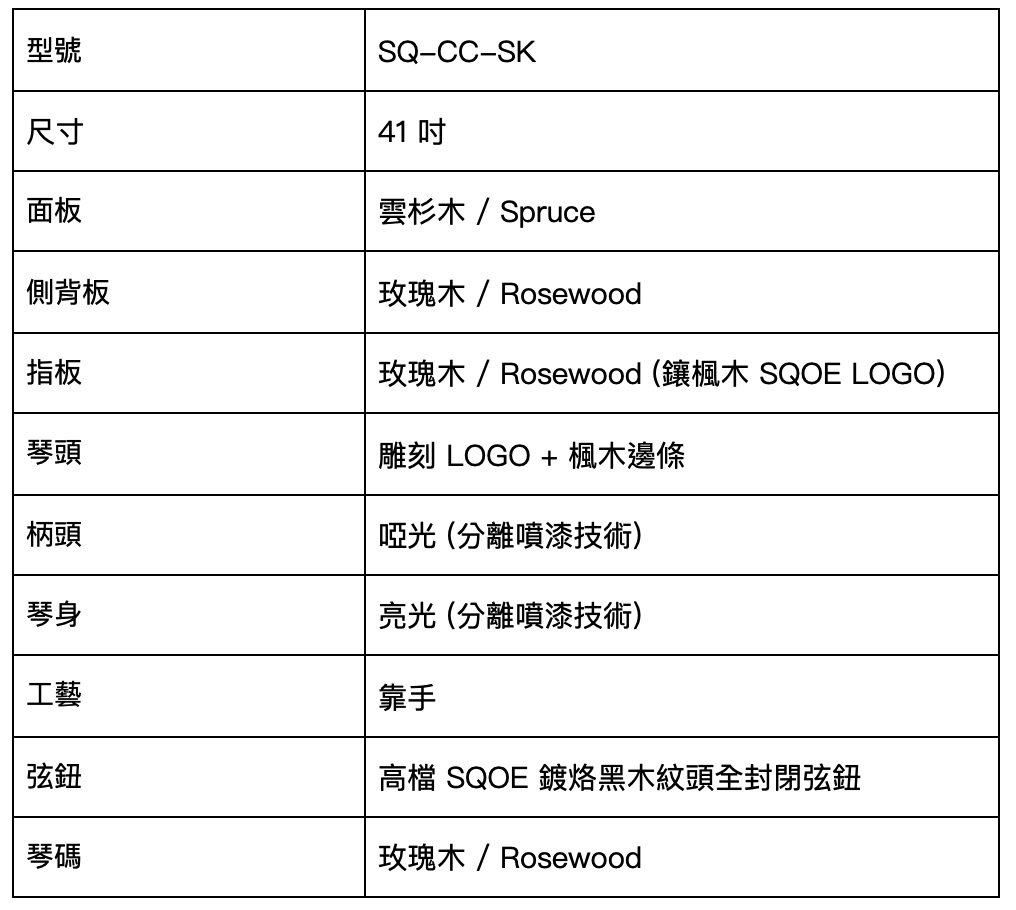 型號 SQ-CC-SK
尺寸 41 吋
面板 雲杉木 / Spruce
側背板 玫瑰木 / Rosewood
指板 玫瑰木 / Rosewood (鑲楓木 SQOE LOGO)
琴頭 雕刻 LOGO + 楓木邊條
柄頭 啞光 (分離噴漆技術)
琴身 亮光 (分離噴漆技術)
工藝 靠手
弦鈕 高檔 SQOE 鍍烙黑木紋頭全封閉弦鈕
琴碼 玫瑰木 / Rosewood